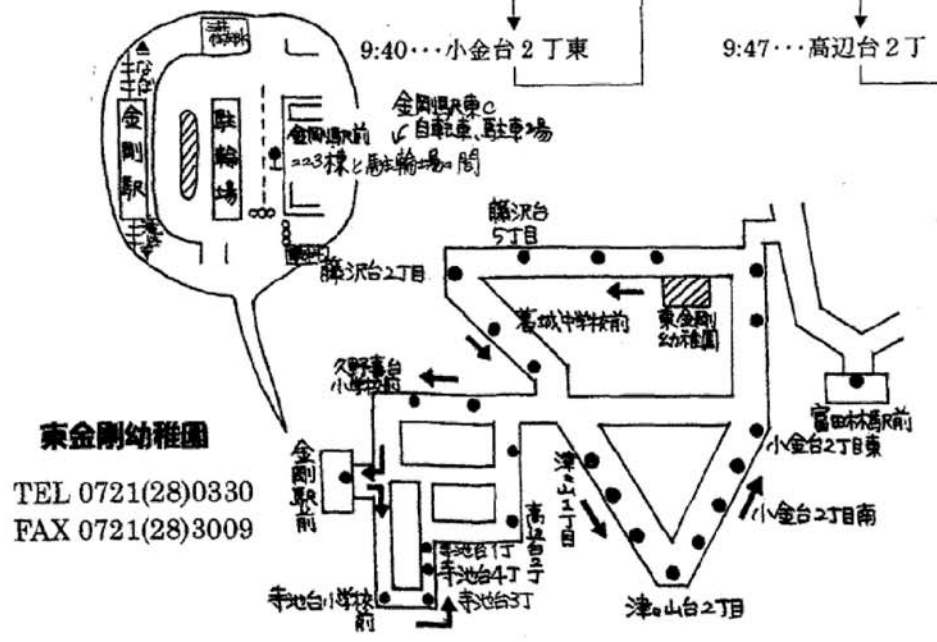 9:40…小金台２丁東
9:47…高辺台２丁
なんば
金剛駅
駐輪場
金剛駅前
223棟と駐輪場の間
金剛駅東C
自転車、駐車場
藤沢台
5丁目
藤沢台2丁目
葛城中学校前
東金剛
幼稚園
久野喜台
小学校前
富田林駅前
小金台2丁目東
小金台2丁目南
東金剛幼稚園
TEL 0721(28)0330
FAX 0721(28)3009
金剛駅前
津々山1丁目
高辺台2丁
寺池台1丁
寺池台4丁
寺池台3丁
寺池台小学校
前
津々山台2丁目